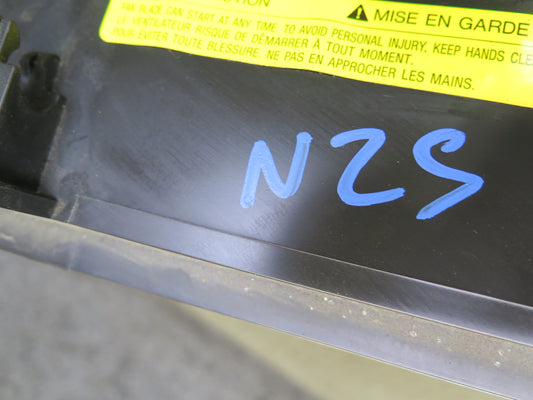 CAUTION
⚠ MISE EN GARDE
FAN BLADE CAN START AT ANY TIME TO AVOID PERSONAL INJURY, KEEP HANDS CLE
LE VENTILATEUR RISQUE DE DÉMARRER À TOUT MOMENT.
POUR ÉVITER TOUTE BLESSURE, NE PAS EN APPROCHER LES MAINS.
N2S